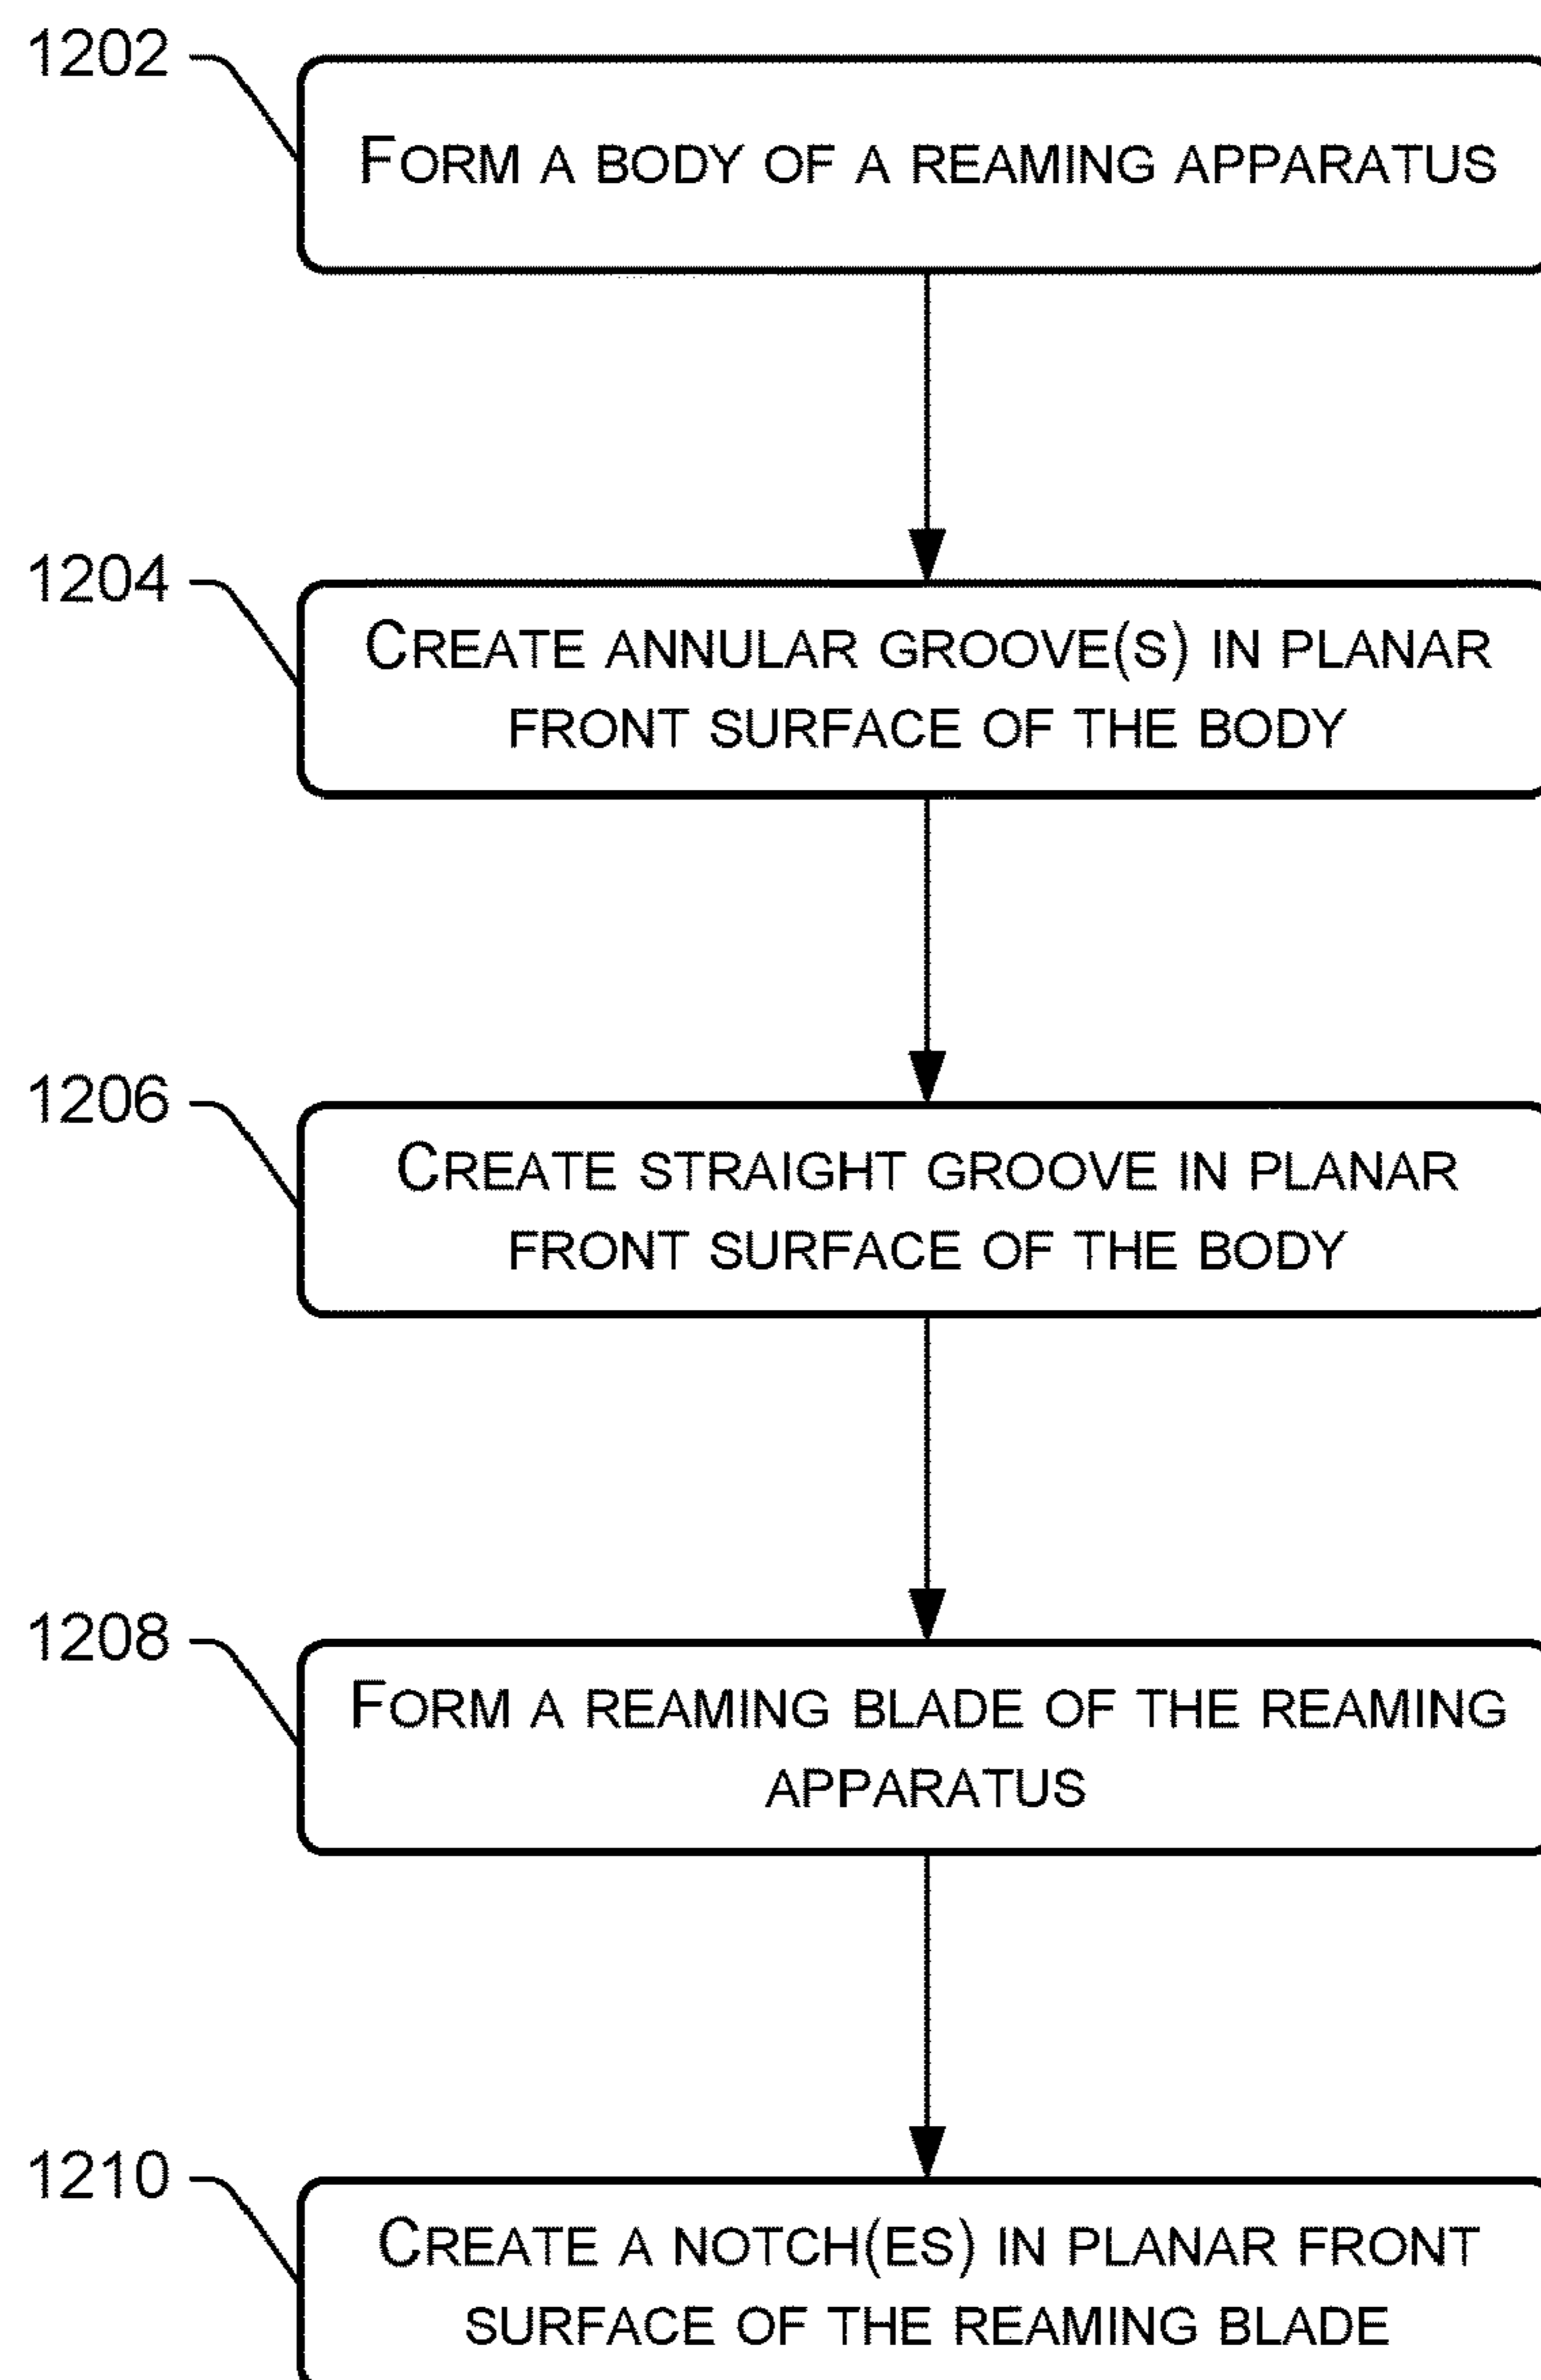 1202
FORM A BODY OF A REAMING APPARATUS
1204
CREATE ANNULAR GROOVE(S) IN PLANAR
FRONT SURFACE OF THE BODY
1206
CREATE STRAIGHT GROOVE IN PLANAR
FRONT SURFACE OF THE BODY
1208
FORM A REAMING BLADE OF THE REAMING
APPARATUS
1210
CREATE A NOTCH(ES) IN PLANAR FRONT
SURFACE OF THE REAMING BLADE